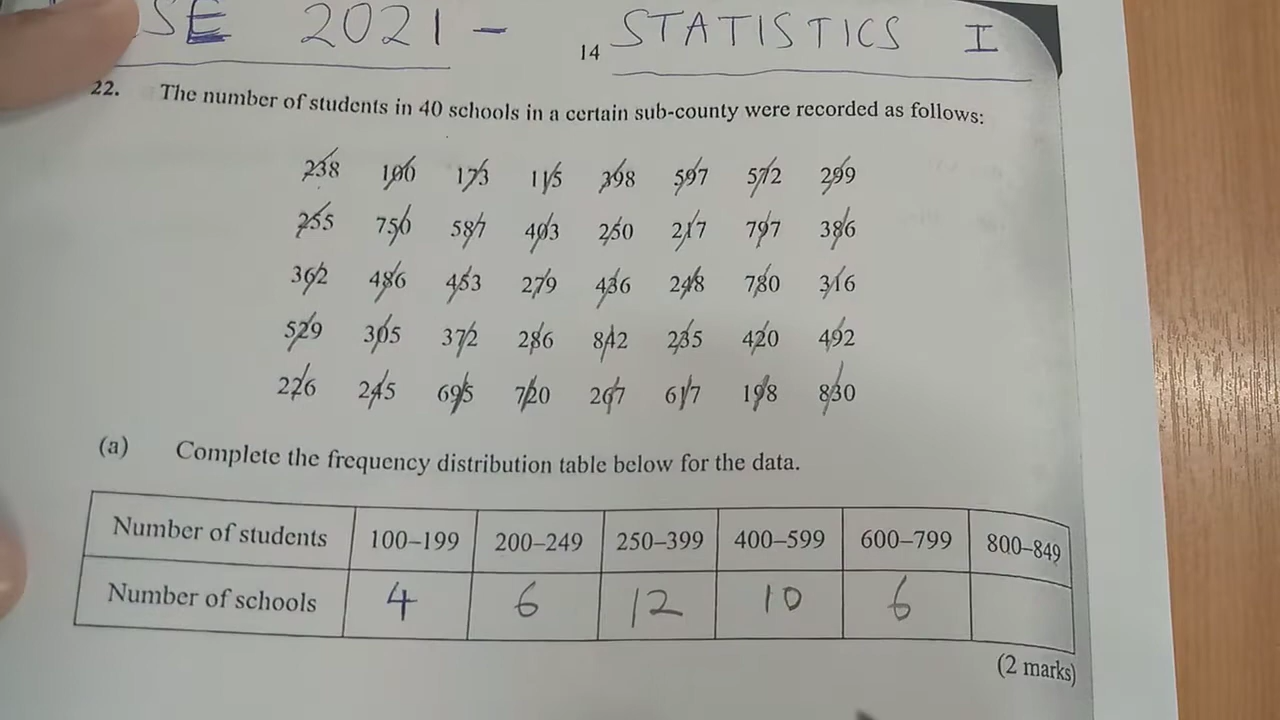 SE 2021 - 14 STATISTICS I
22. The number of students in 40 schools in a certain sub-county were recorded as follows:
238 100 173 115 398 597 572 299
255 750 587 403 250 217 797 386
362 486 453 279 436 248 780 316
529 305 372 286 842 235 420 492
226 245 695 720 267 617 198 830
(a) Complete the frequency distribution table below for the data.
Number of students 100–199 200–249 250–399 400–599 600–799 800–849
Number of schools 4 6 12 10 6
(2 marks)